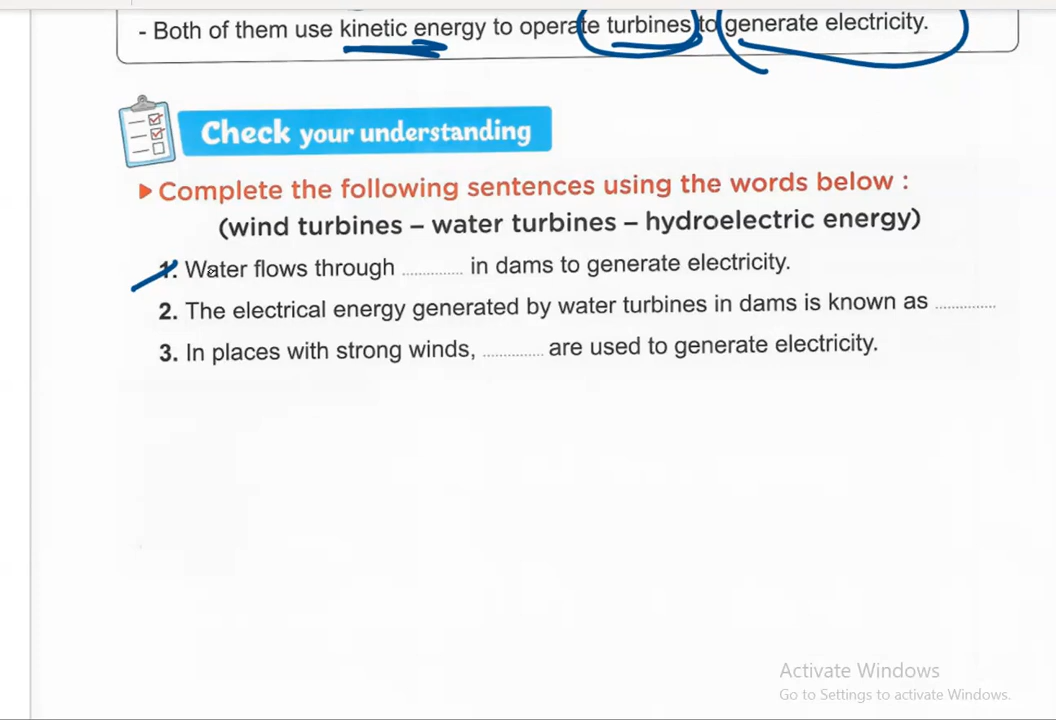 - Both of them use kinetic energy to operate turbines to generate electricity.
Check your understanding
Complete the following sentences using the words below :
(wind turbines – water turbines – hydroelectric energy)
1. Water flows through ............. in dams to generate electricity.
2. The electrical energy generated by water turbines in dams is known as .............
3. In places with strong winds, ............. are used to generate electricity.
Activate Windows
Go to Settings to activate Windows.